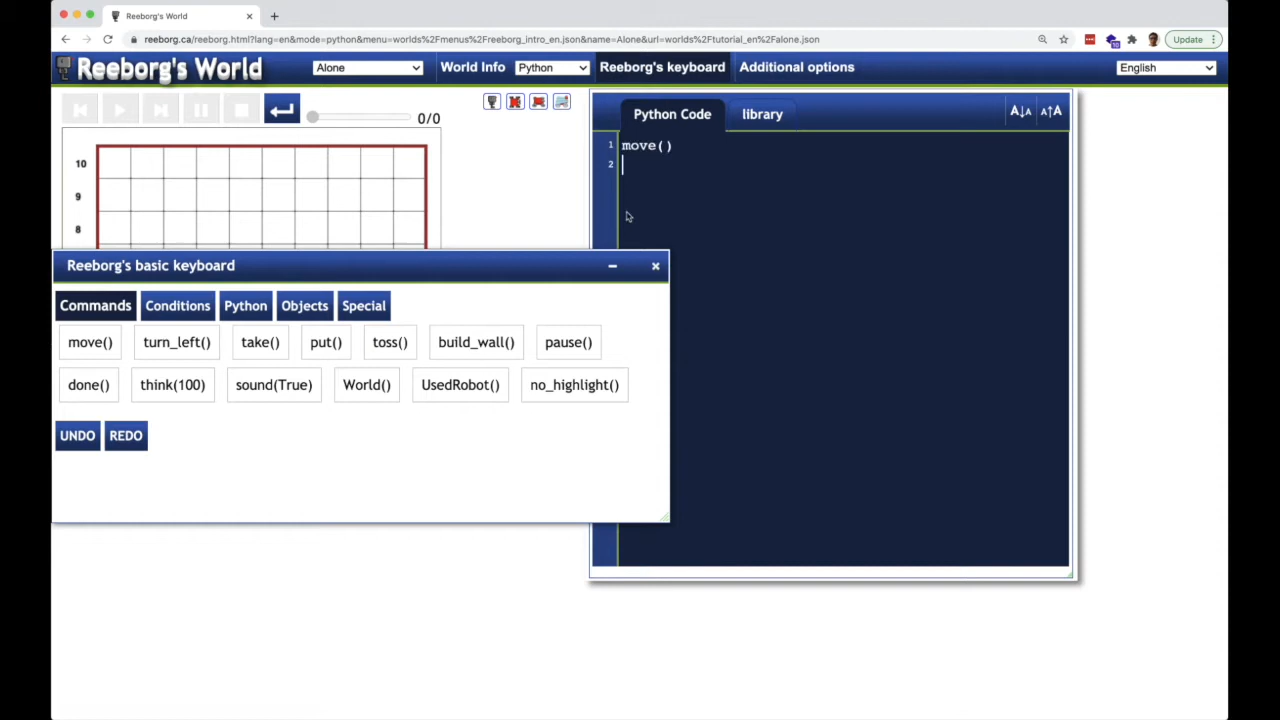 Reeborg's World
reeborg.ca/reeborg.html?lang=en&mode=python&menu=worlds%2Fmenus%2Freeborg_intro_en.json&name=Alone&url=worlds%2Ftutorial_en%2Falone.json
10
Update
Reeborg's World
Alone
World Info
Python
Reeborg's keyboard
Additional options
English
0/0
Python Code
library
A↓A
A↑A
10
9
8
1 move()
2
Reeborg's basic keyboard
Commands Conditions Python Objects Special
move() turn_left() take() put() toss() build_wall() pause()
done() think(100) sound(True) World() UsedRobot() no_highlight()
UNDO REDO